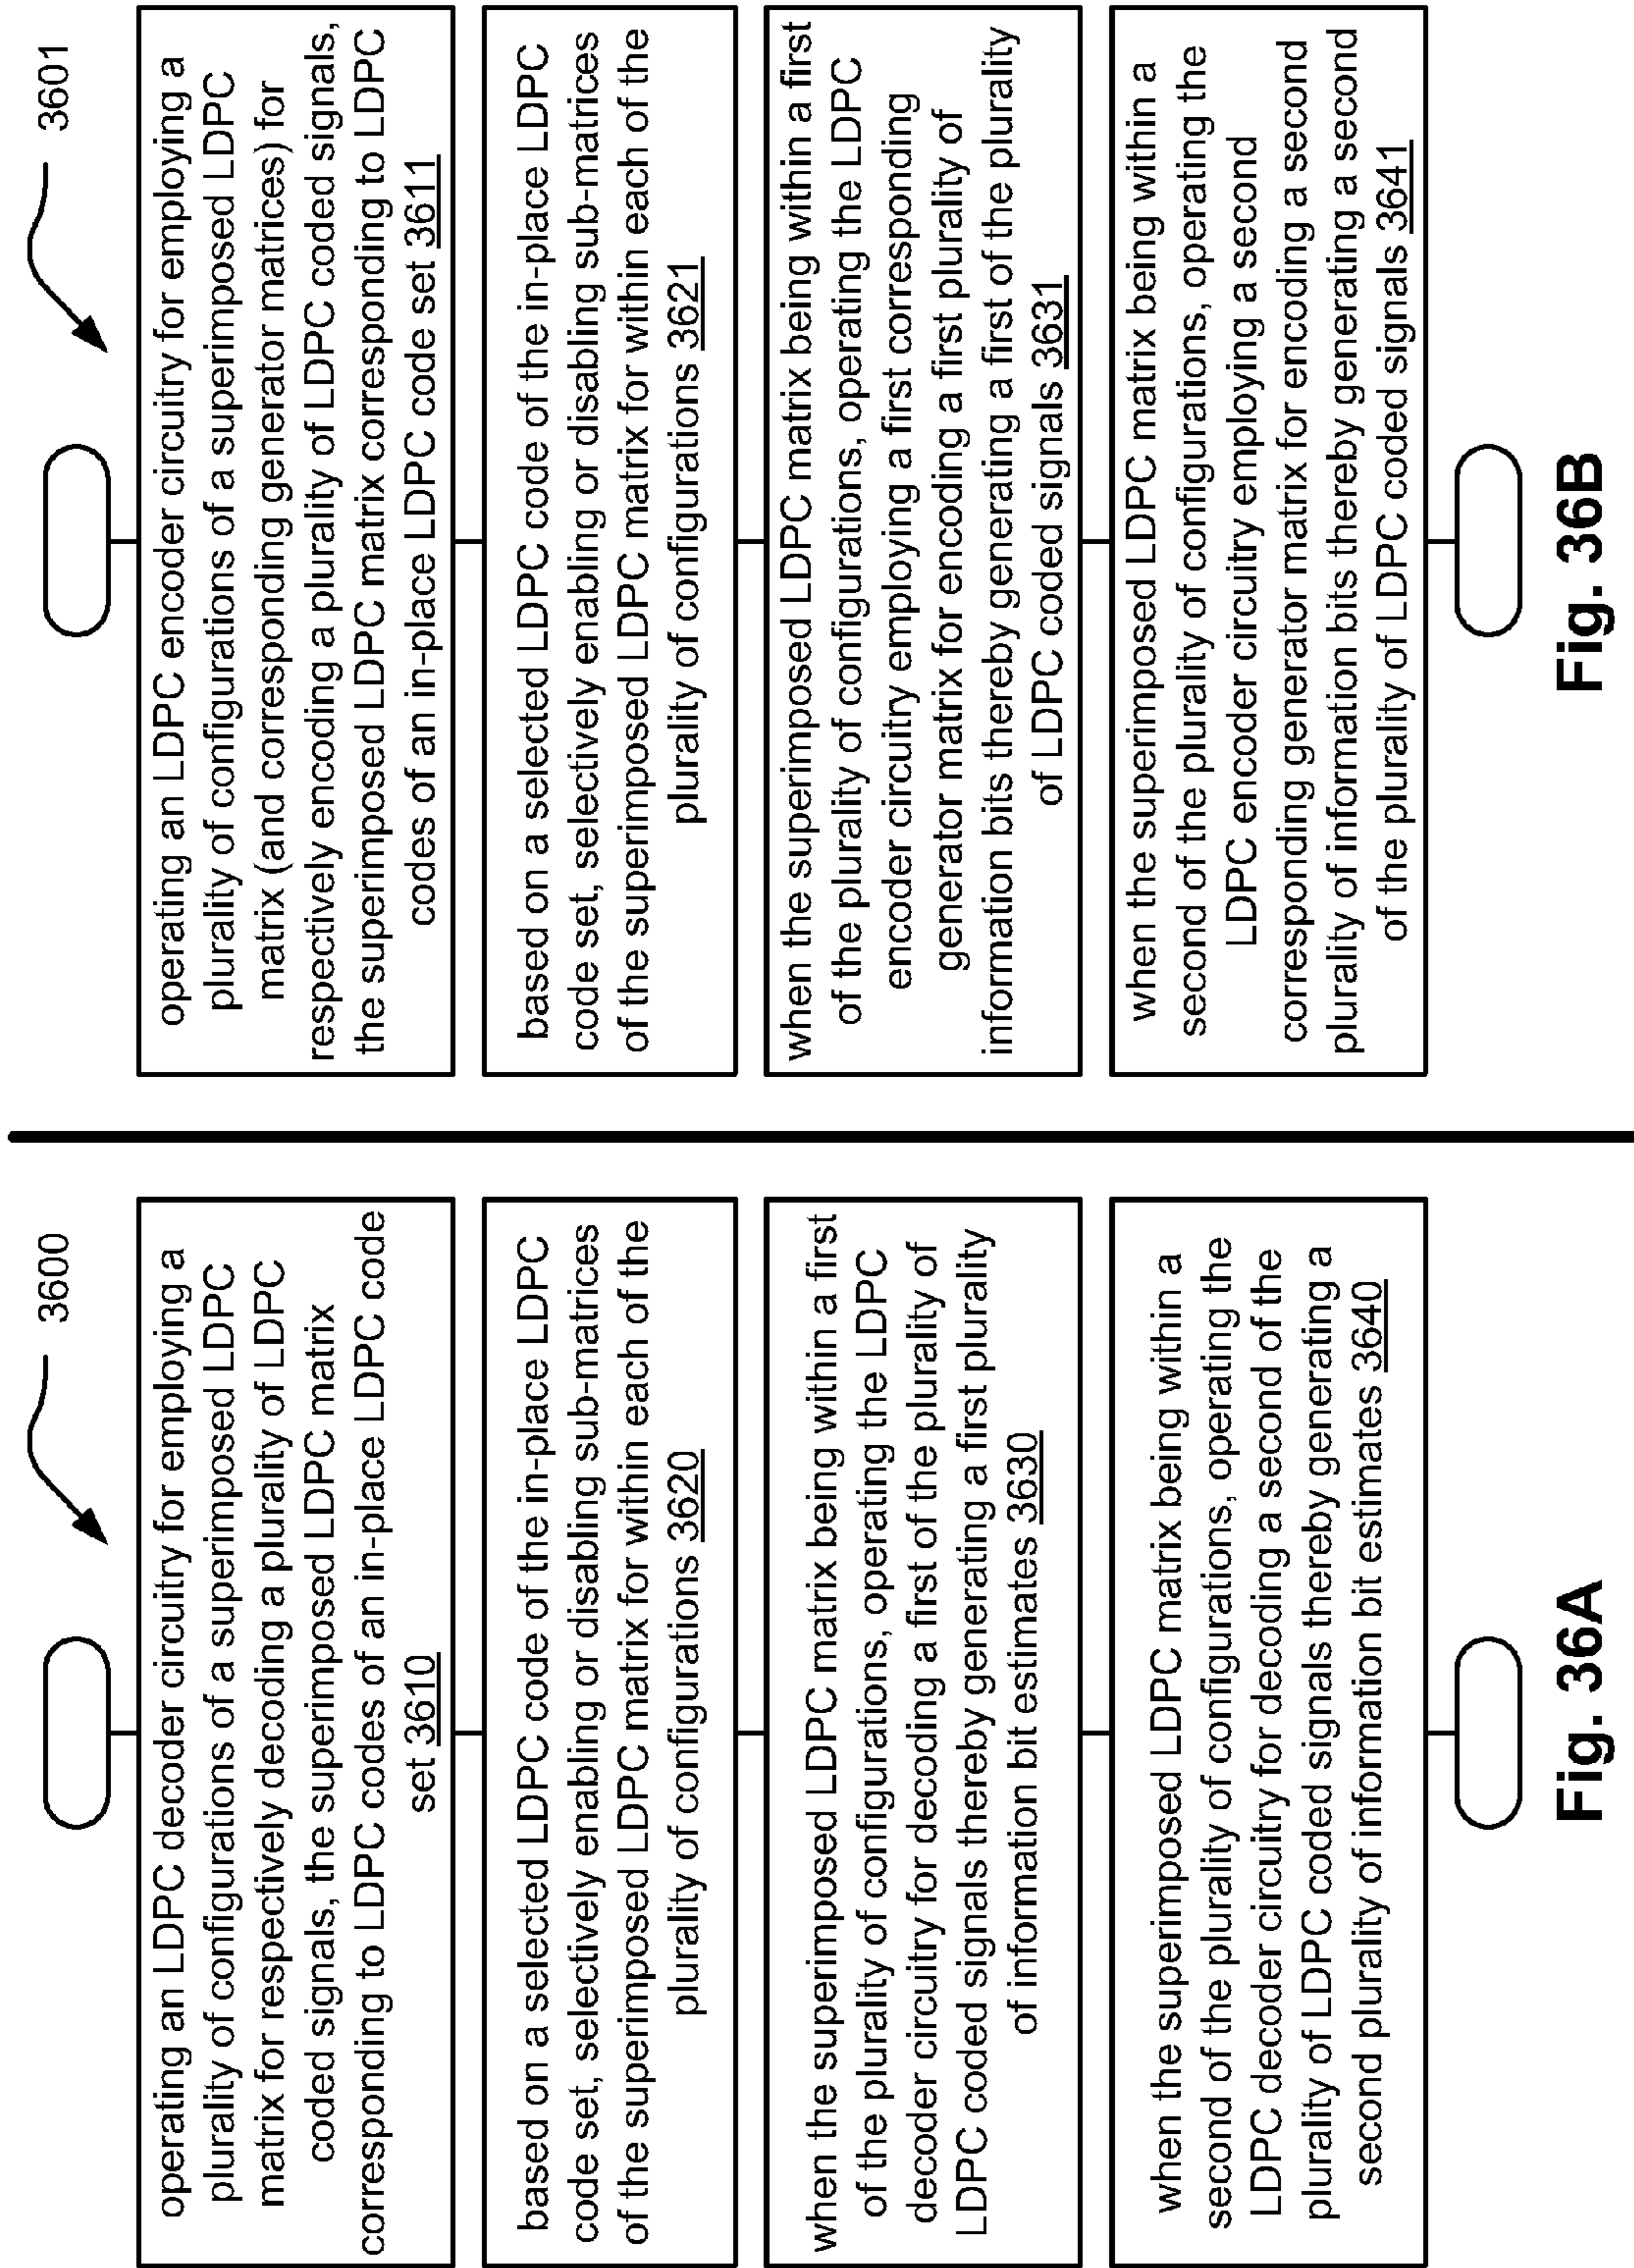 3600
operating an LDPC decoder circuitry for employing a
plurality of configurations of a superimposed LDPC
matrix for respectively decoding a plurality of LDPC
coded signals, the superimposed LDPC matrix
corresponding to LDPC codes of an in-place LDPC code
set 3610
based on a selected LDPC code of the in-place LDPC
code set, selectively enabling or disabling sub-matrices
of the superimposed LDPC matrix for within each of the
plurality of configurations 3620
when the superimposed LDPC matrix being within a first
of the plurality of configurations, operating the LDPC
decoder circuitry for decoding a first of the plurality of
LDPC coded signals thereby generating a first plurality
of information bit estimates 3630
when the superimposed LDPC matrix being within a
second of the plurality of configurations, operating the
LDPC decoder circuitry for decoding a second of the
plurality of LDPC coded signals thereby generating a
second plurality of information bit estimates 3640
Fig. 36A
3601
operating an LDPC encoder circuitry for employing a
plurality of configurations of a superimposed LDPC
matrix (and corresponding generator matrices) for
respectively encoding a plurality of LDPC coded signals,
the superimposed LDPC matrix corresponding to LDPC
codes of an in-place LDPC code set 3611
based on a selected LDPC code of the in-place LDPC
code set, selectively enabling or disabling sub-matrices
of the superimposed LDPC matrix for within each of the
plurality of configurations 3621
when the superimposed LDPC matrix being within a first
of the plurality of configurations, operating the LDPC
encoder circuitry employing a first corresponding
generator matrix for encoding a first plurality of
information bits thereby generating a first of the plurality
of LDPC coded signals 3631
when the superimposed LDPC matrix being within a
second of the plurality of configurations, operating the
LDPC encoder circuitry employing a second
corresponding generator matrix for encoding a second
plurality of information bits thereby generating a second
of the plurality of LDPC coded signals 3641
Fig. 36B